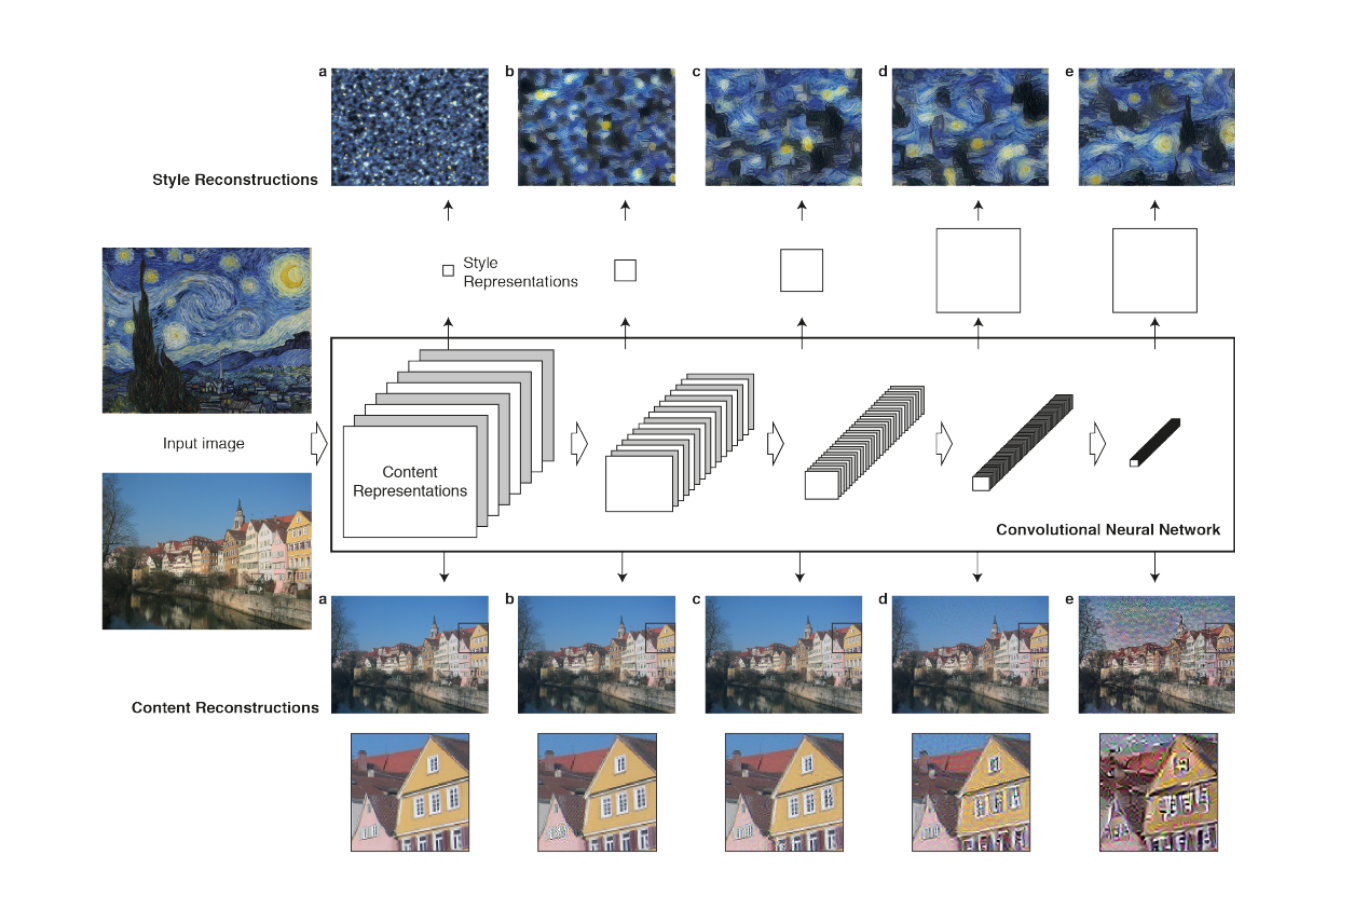 a
b
c
d
e
Style Reconstructions
Style
Representations
Input image
Content
Representations
Convolutional Neural Network
a
b
c
d
e
Content Reconstructions